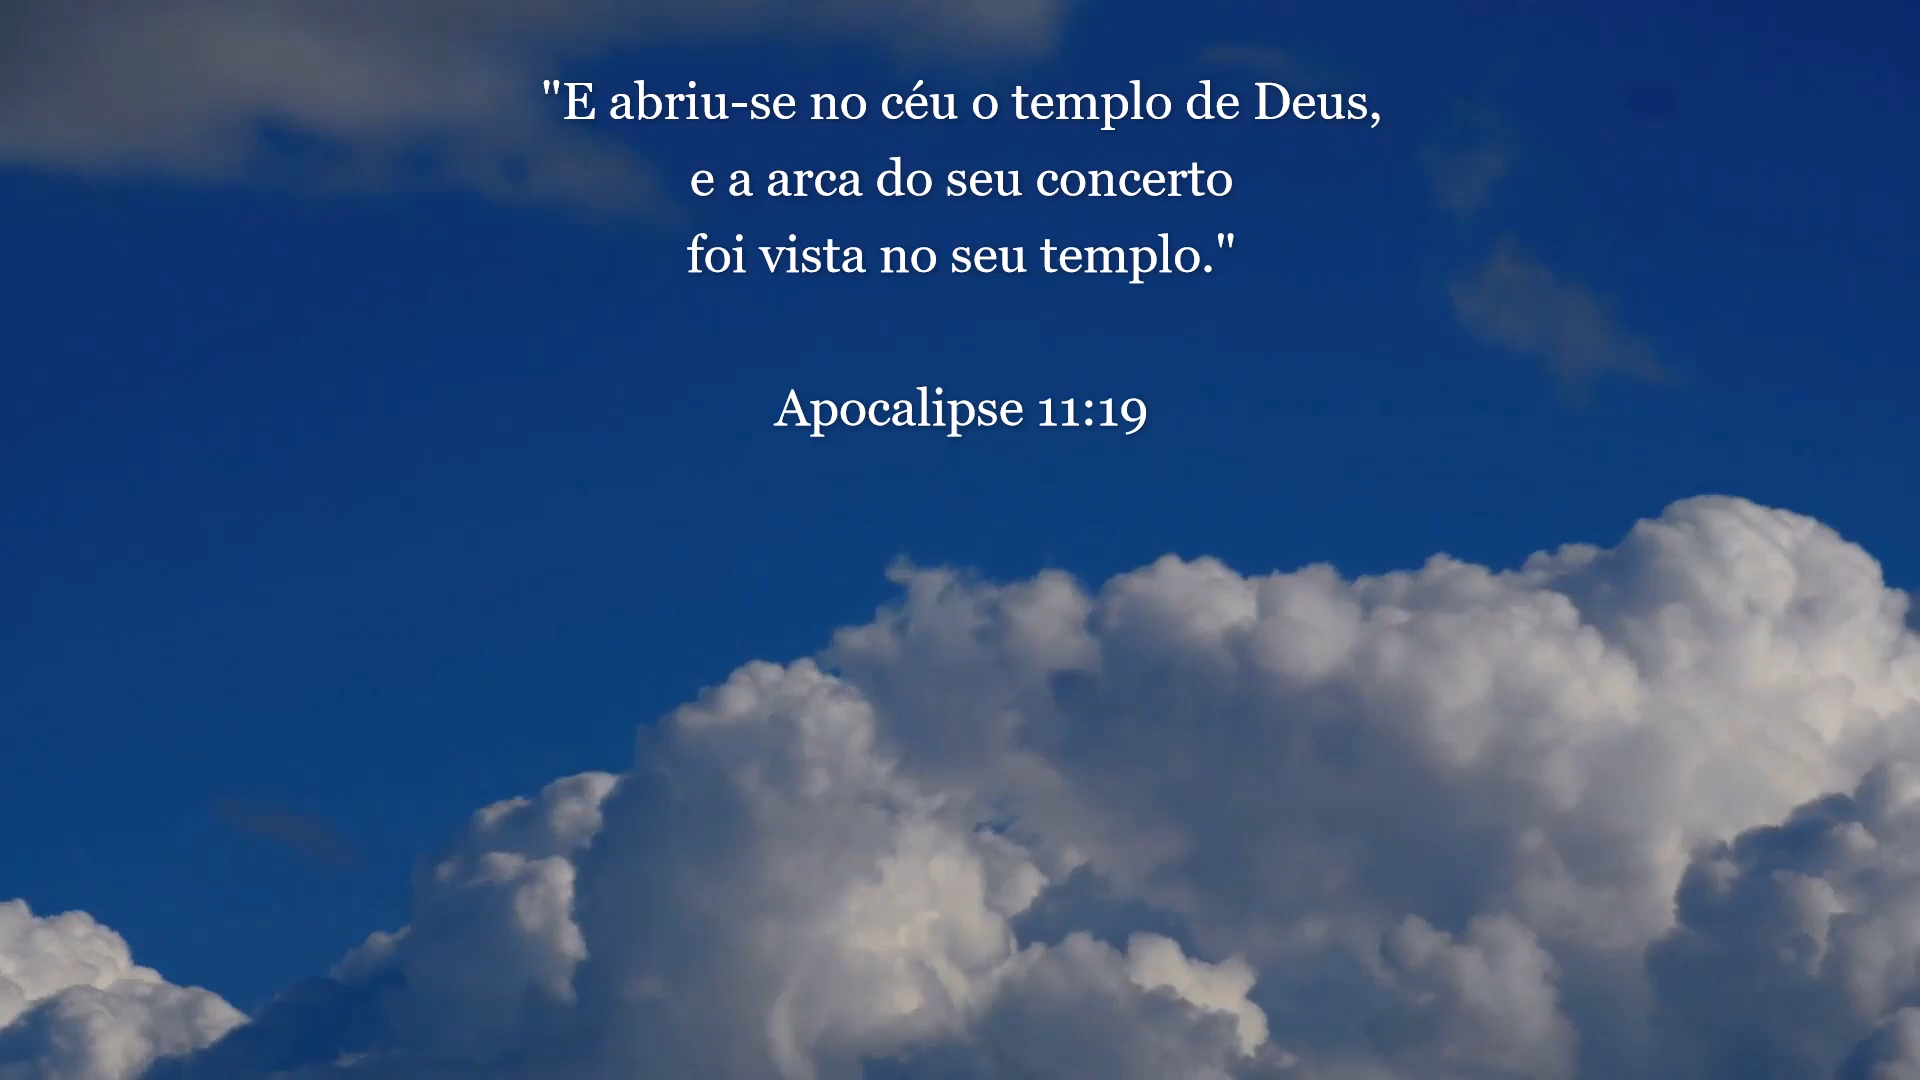 "E abriu-se no céu o templo de Deus,
e a arca do seu concerto
foi vista no seu templo."
Apocalipse 11:19